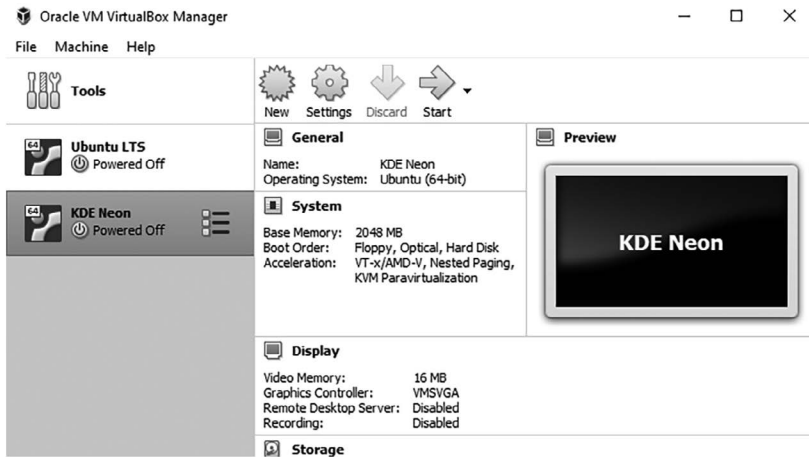 Oracle VM VirtualBox Manager
File Machine Help
Tools
New Settings Discard Start
64 Ubuntu LTS
Powered Off
64 KDE Neon
Powered Off
General
Name: KDE Neon
Operating System: Ubuntu (64-bit)
System
Base Memory: 2048 MB
Boot Order: Floppy, Optical, Hard Disk
Acceleration: VT-x/AMD-V, Nested Paging,
KVM Paravirtualization
Preview
KDE Neon
Display
Video Memory: 16 MB
Graphics Controller: VMSVGA
Remote Desktop Server: Disabled
Recording: Disabled
Storage